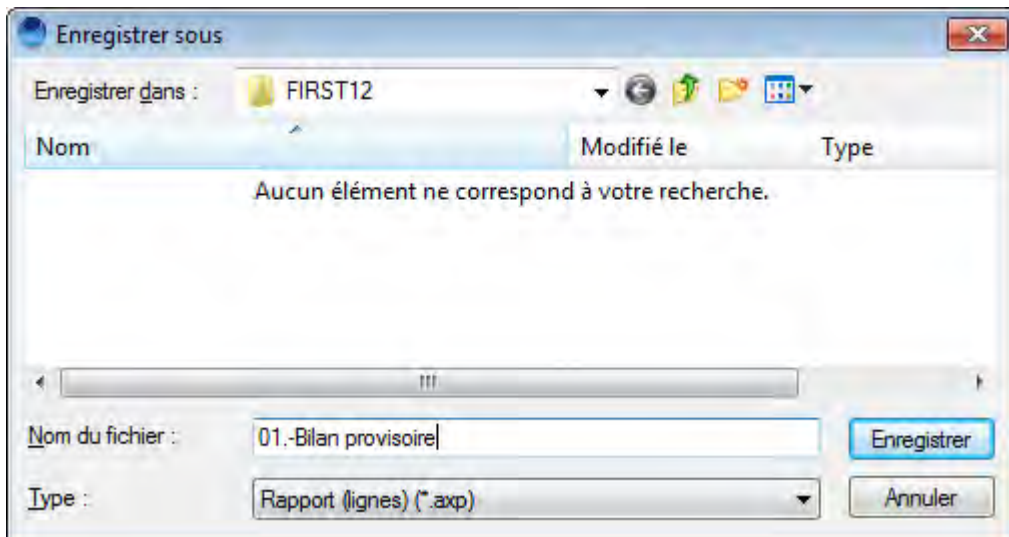 Enregistrer sous
Enregistrer dans : FIRST12
Nom Modifié le Type
Aucun élément ne correspond à votre recherche.
Nom du fichier : 01.-Bilan provisoire Enregistrer
Type : Rapport (lignes) (*.axp) Annuler